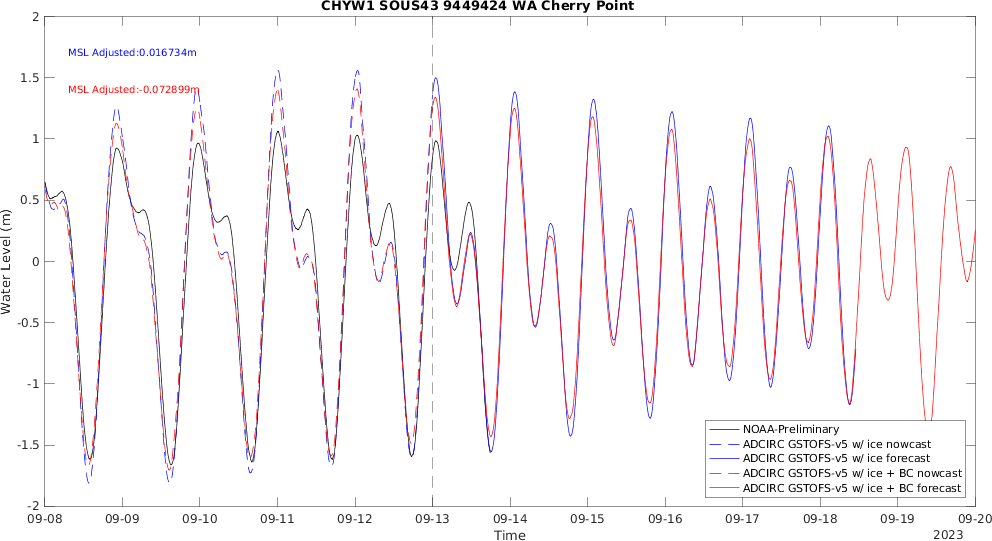 CHYW1 SOUS43 9449424 WA Cherry Point
MSL Adjusted:0.016734m
MSL Adjusted:-0.072899m
Water Level (m)
2
1.5
1
0.5
0
-0.5
-1
-1.5
-2
NOAA-Preliminary
ADCIRC GSTOFS-v5 w/ ice nowcast
ADCIRC GSTOFS-v5 w/ ice forecast
ADCIRC GSTOFS-v5 w/ ice + BC nowcast
ADCIRC GSTOFS-v5 w/ ice + BC forecast
09-08 09-09 09-10 09-11 09-12 09-13 09-14 09-15 09-16 09-17 09-18 09-19 09-20
Time
2023